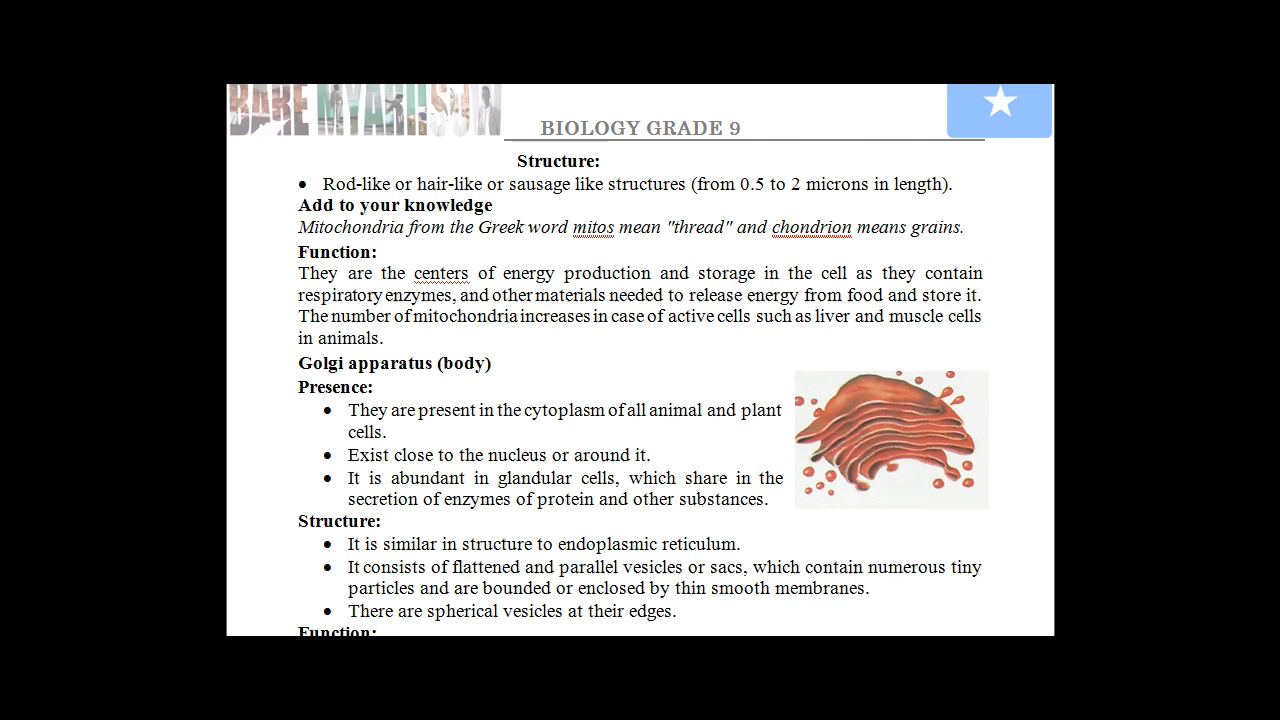 BARE MYAREEY
BIOLOGY GRADE 9
Structure:
• Rod-like or hair-like or sausage like structures (from 0.5 to 2 microns in length).
Add to your knowledge
Mitochondria from the Greek word mitos mean "thread" and chondrion means grains.
Function:
They are the centers of energy production and storage in the cell as they contain
respiratory enzymes, and other materials needed to release energy from food and store it.
The number of mitochondria increases in case of active cells such as liver and muscle cells
in animals.
Golgi apparatus (body)
Presence:
• They are present in the cytoplasm of all animal and plant
cells.
• Exist close to the nucleus or around it.
• It is abundant in glandular cells, which share in the
secretion of enzymes of protein and other substances.
Structure:
• It is similar in structure to endoplasmic reticulum.
• It consists of flattened and parallel vesicles or sacs, which contain numerous tiny
particles and are bounded or enclosed by thin smooth membranes.
• There are spherical vesicles at their edges.
Function: